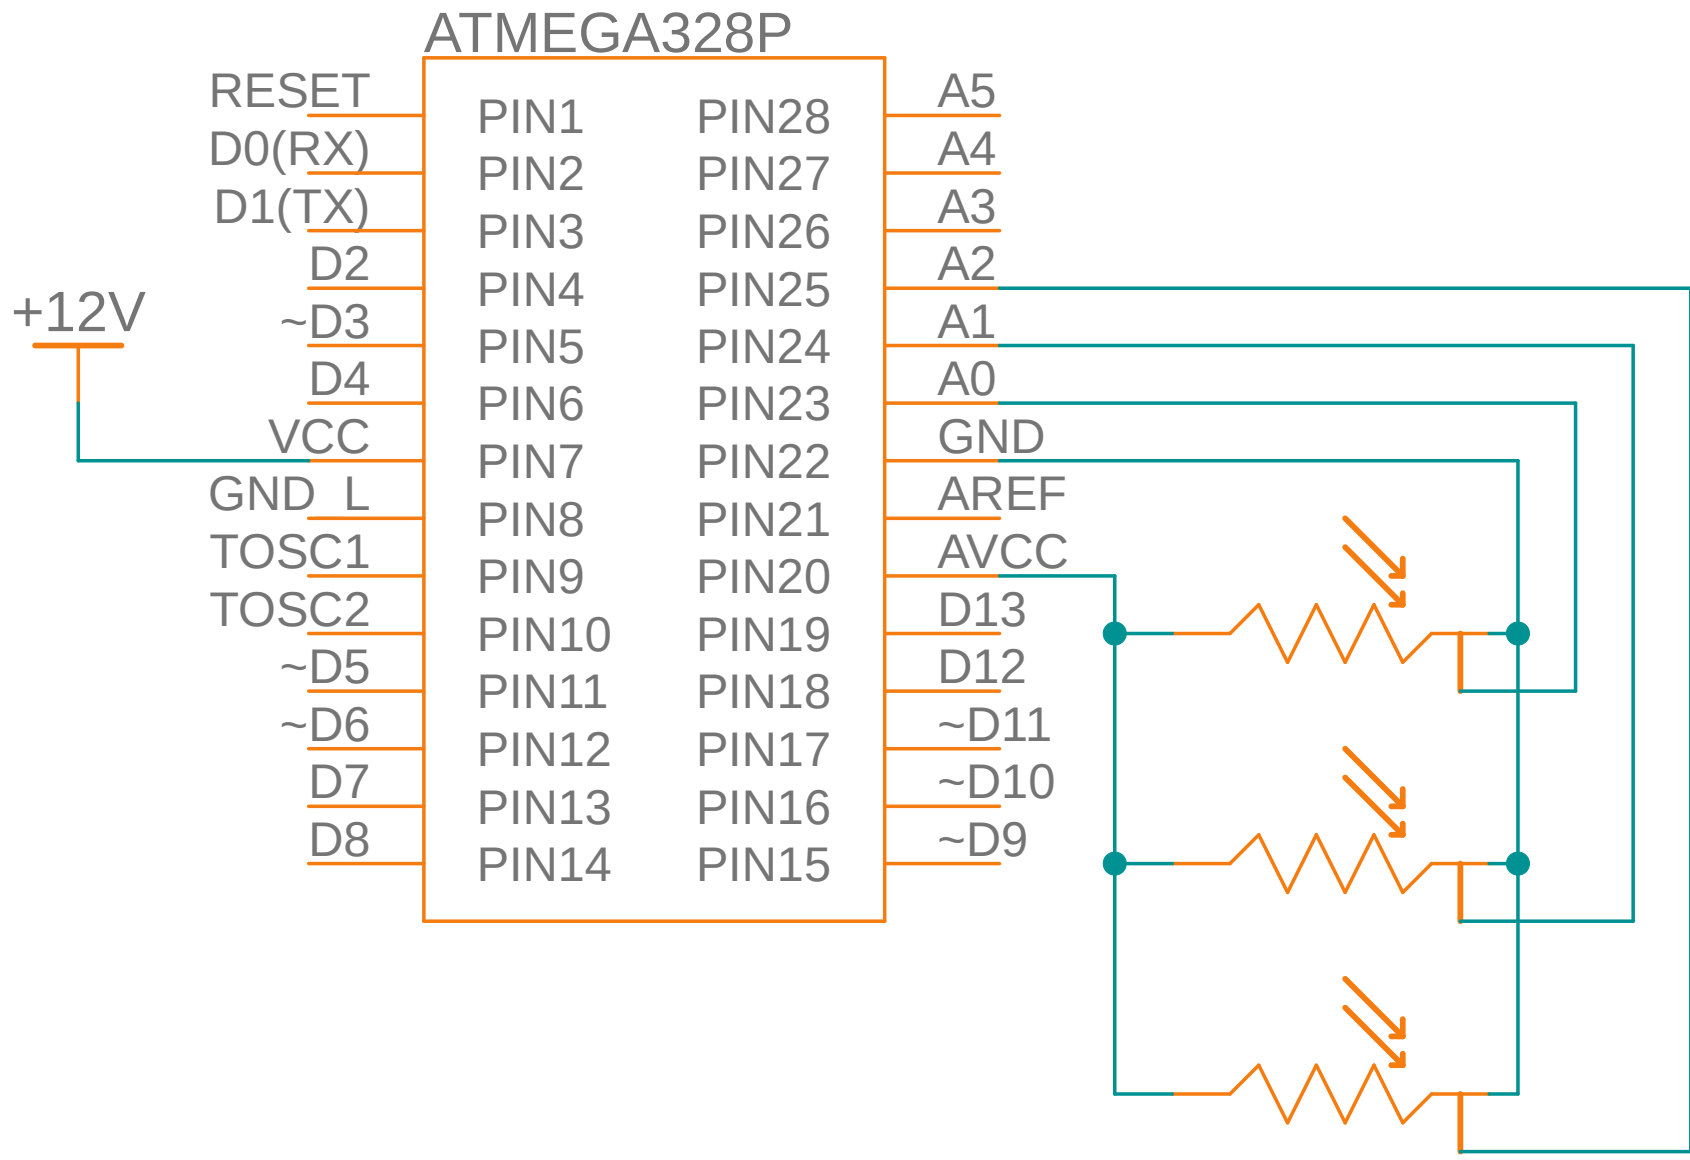 ATMEGA328P
RESET PIN1 PIN28 A5
D0(RX) PIN2 PIN27 A4
D1(TX) PIN3 PIN26 A3
D2 PIN4 PIN25 A2
+12V
~D3 PIN5 PIN24 A1
D4 PIN6 PIN23 A0
VCC PIN7 PIN22 GND
GND L PIN8 PIN21 AREF
TOSC1 PIN9 PIN20 AVCC
TOSC2 PIN10 PIN19 D13
~D5 PIN11 PIN18 D12
~D6 PIN12 PIN17 ~D11
D7 PIN13 PIN16 ~D10
D8 PIN14 PIN15 ~D9